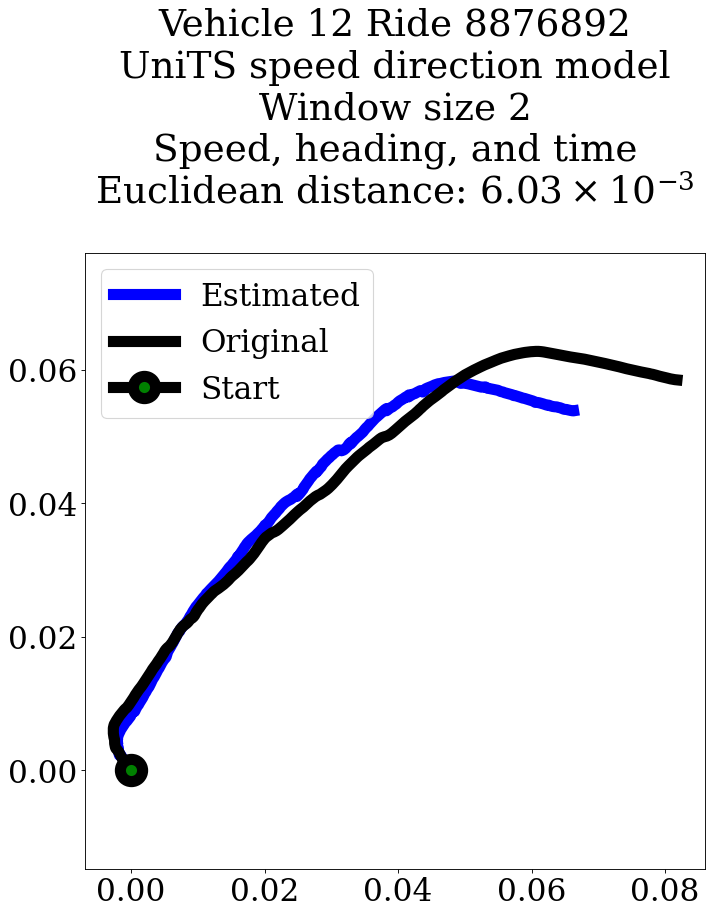 Vehicle 12 Ride 8876892
UniTS speed direction model
Window size 2
Speed, heading, and time
Euclidean distance: 6.03 × 10⁻³
Estimated
Original
Start
0.06
0.04
0.02
0.00
0.00 0.02 0.04 0.06 0.08